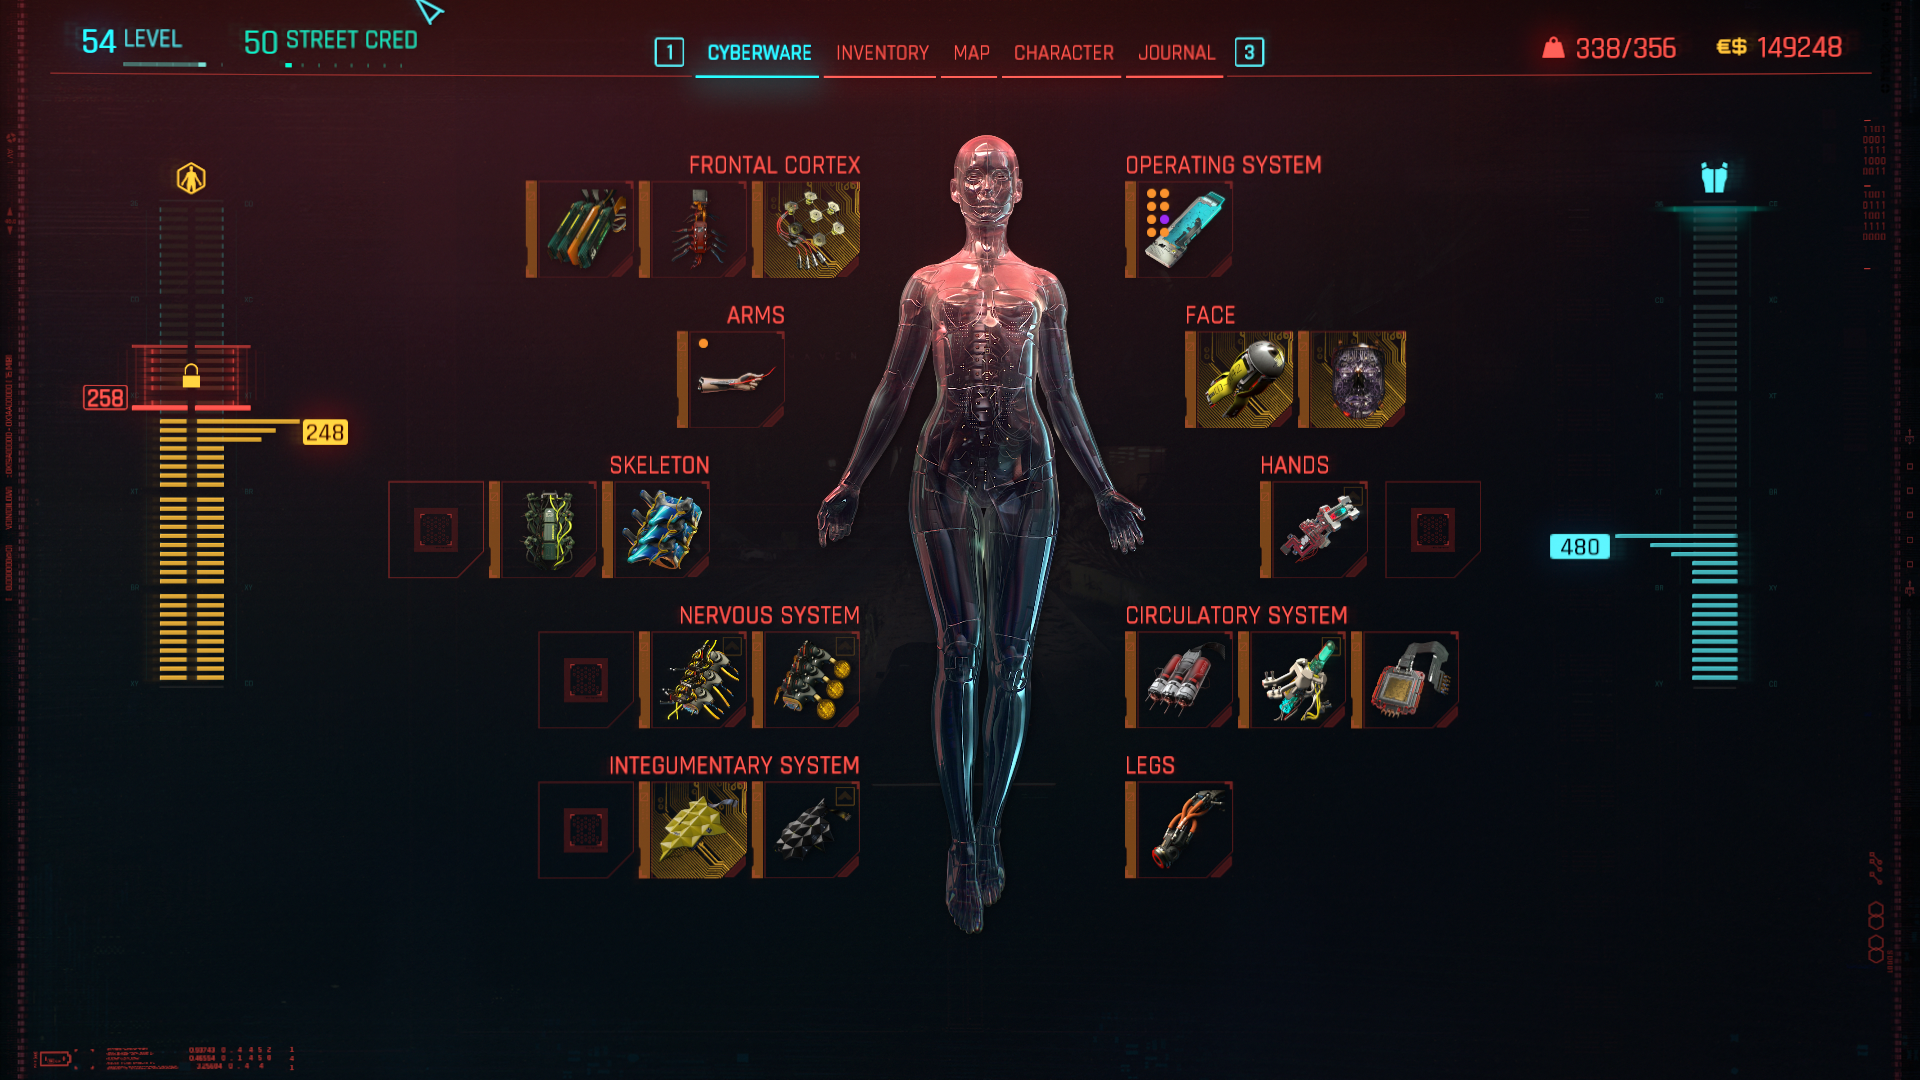 54 LEVEL
50 STREET CRED
1 CYBERWARE INVENTORY MAP CHARACTER JOURNAL 3
338/356
€$ 149248
FRONTAL CORTEX
OPERATING SYSTEM
ARMS
FACE
258
248
SKELETON
HANDS
480
NERVOUS SYSTEM
CIRCULATORY SYSTEM
INTEGUMENTARY SYSTEM
LEGS